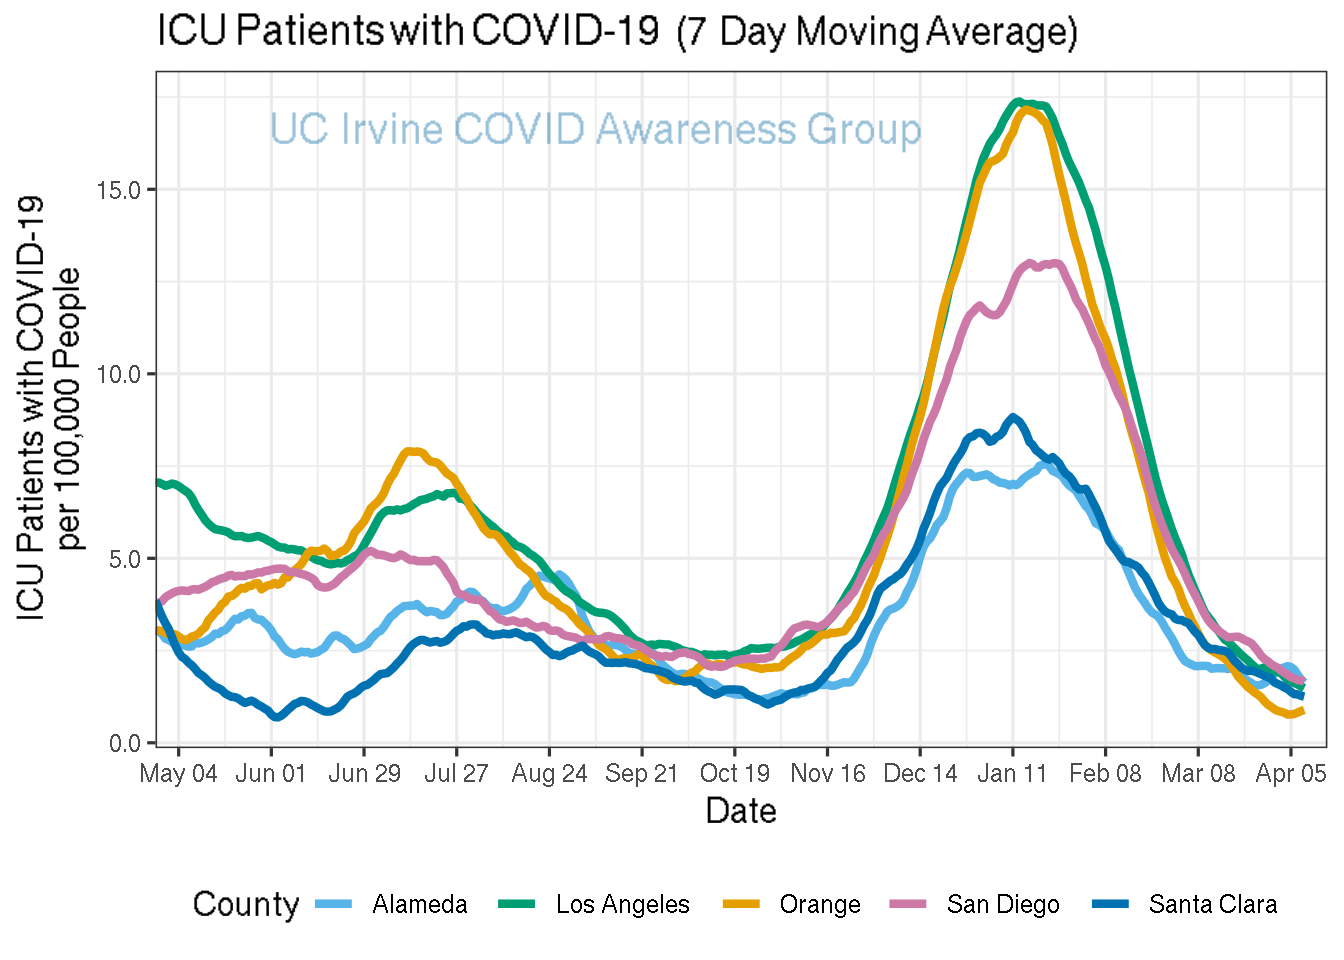 ICU Patients with COVID-19 (7 Day Moving Average)
UC Irvine COVID Awareness Group
ICU Patients with COVID-19
per 100,000 People
15.0
10.0
5.0
0.0
May 04 Jun 01 Jun 29 Jul 27 Aug 24 Sep 21 Oct 19 Nov 16 Dec 14 Jan 11 Feb 08 Mar 08 Apr 05
Date
County Alameda Los Angeles Orange San Diego Santa Clara